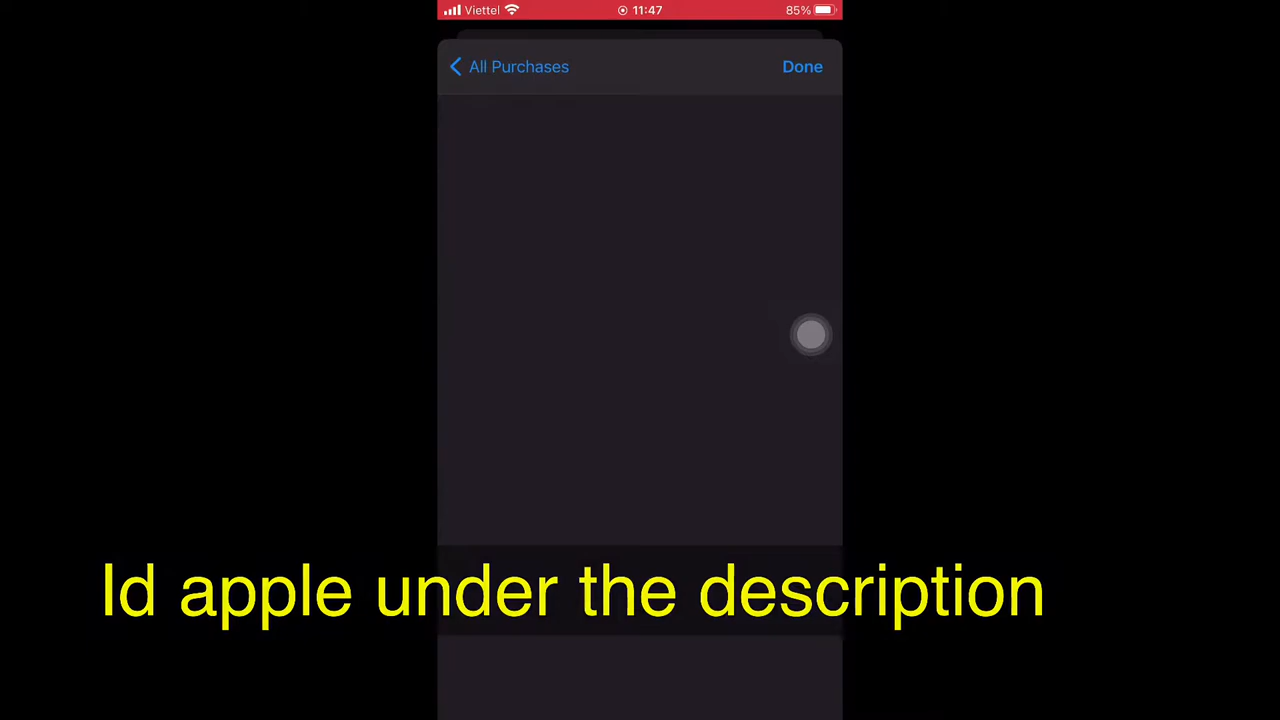 Viettel 11:47 85%
All Purchases Done
Id apple under the description